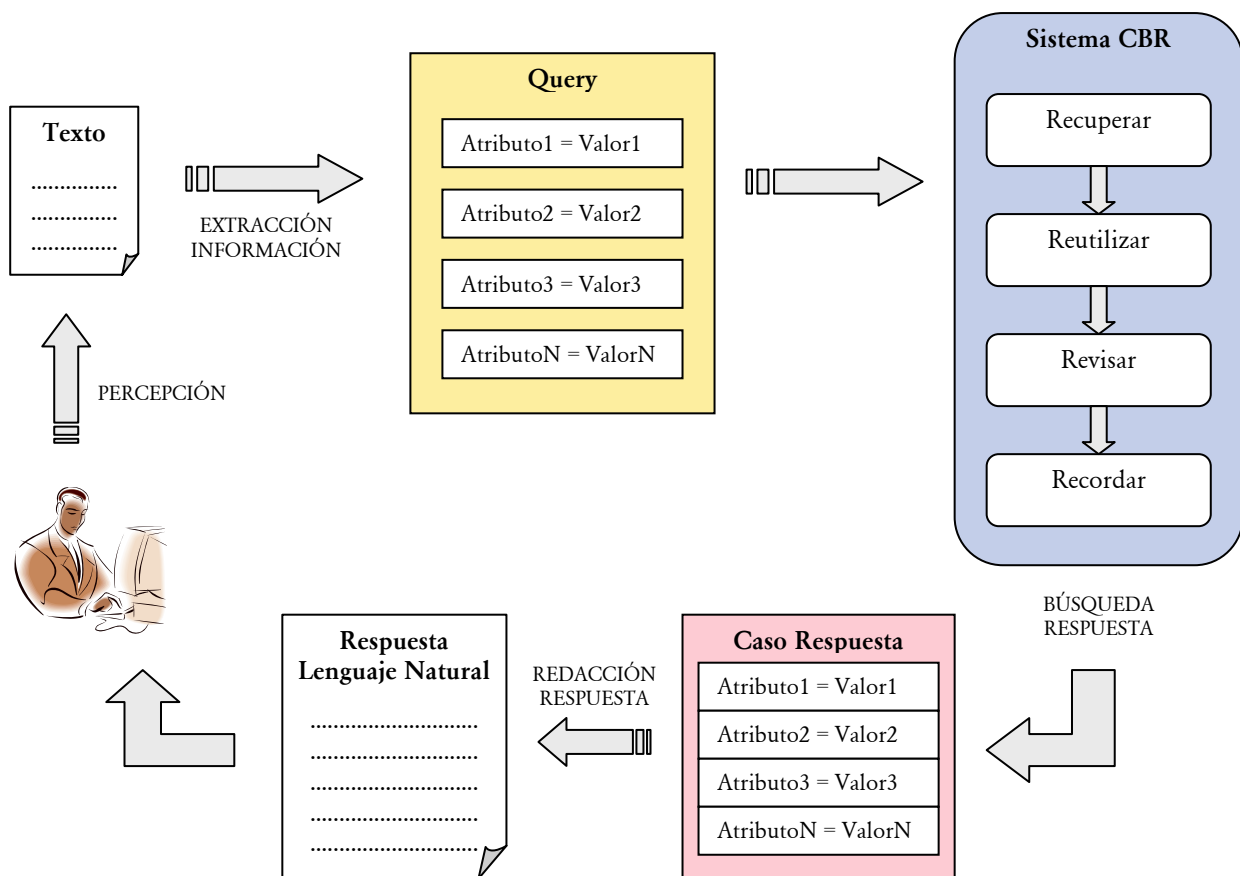 Texto
..................
..................
..................
EXTRACCIÓN
INFORMACIÓN
Query
Atributo1 = Valor1
Atributo2 = Valor2
Atributo3 = Valor3
AtributoN = ValorN
Sistema CBR
Recuperar
Reutilizar
Revisar
Recordar
PERCEPCIÓN
BÚSQUEDA
RESPUESTA
Caso Respuesta
Atributo1 = Valor1
Atributo2 = Valor2
Atributo3 = Valor3
AtributoN = ValorN
REDACCIÓN
RESPUESTA
Respuesta
Lenguaje Natural
...................................
...................................
...................................
...................................
...................................